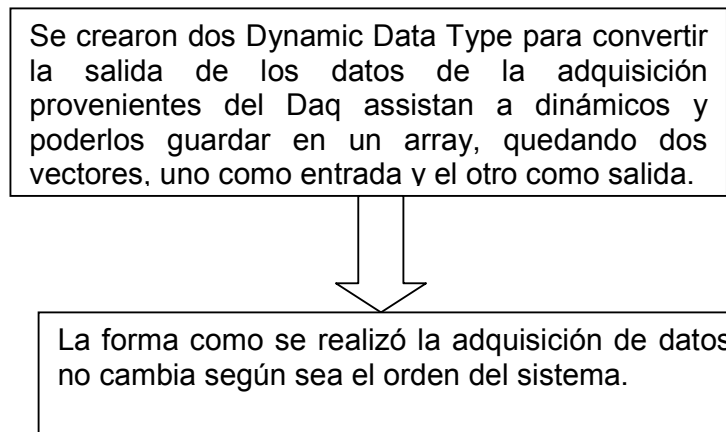 Se crearon dos Dynamic Data Type para convertir
la salida de los datos de la adquisición
provenientes del Daq assistan a dinámicos y
poderlos guardar en un array, quedando dos
vectores, uno como entrada y el otro como salida.
La forma como se realizó la adquisición de datos
no cambia según sea el orden del sistema.